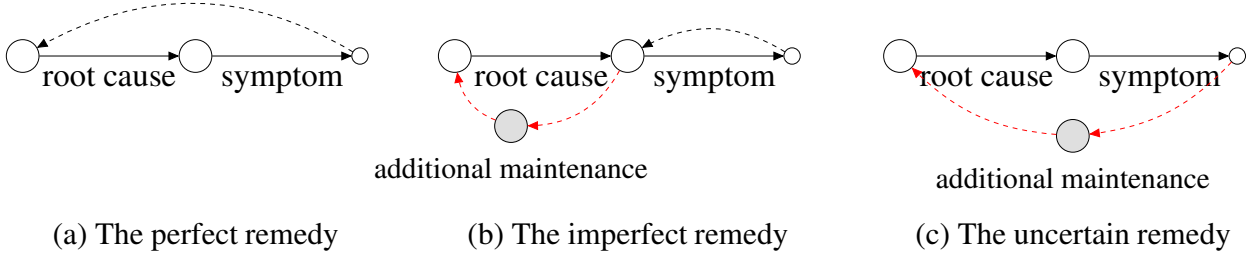 root cause symptom
root cause symptom
root cause symptom
additional maintenance
additional maintenance
(a) The perfect remedy
(b) The imperfect remedy
(c) The uncertain remedy